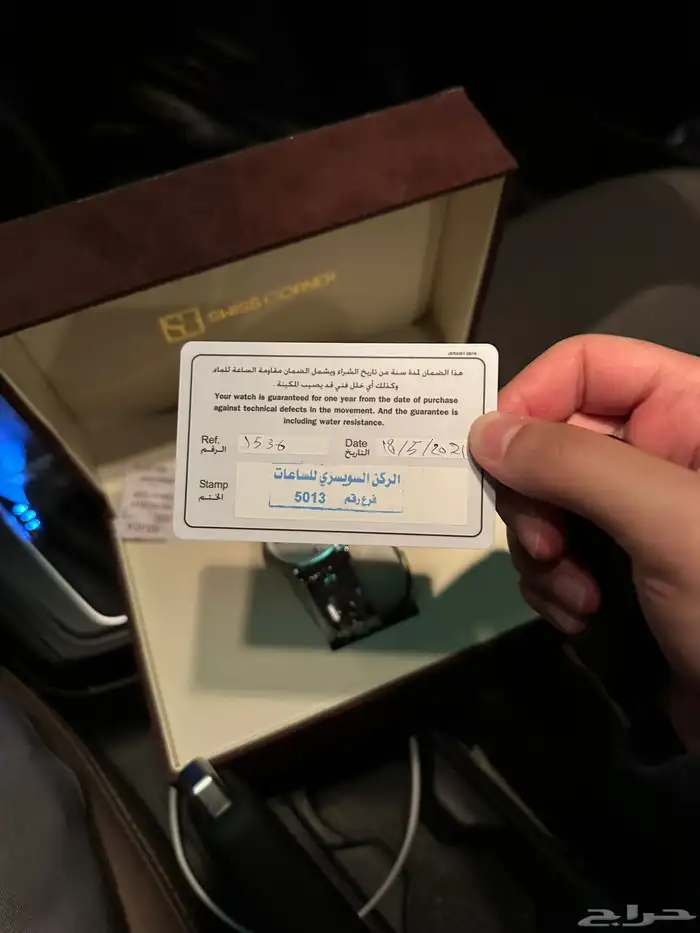 SWISS CORNER
هذا الضمان لمدة سنة من تاريخ الشراء ويشمل الضمان مقاومة الساعة للماء
وكذلك أي خلل فني قد يصيب المكينة .
Your watch is guaranteed for one year from the date of purchase
against technical defects in the movement. And the guarantee is
including water resistance.
Ref. 1536 Date 18/5/2021
الرقم التاريخ
Stamp الركن السويسري للساعات
الختم فرع رقم 5013
حراج